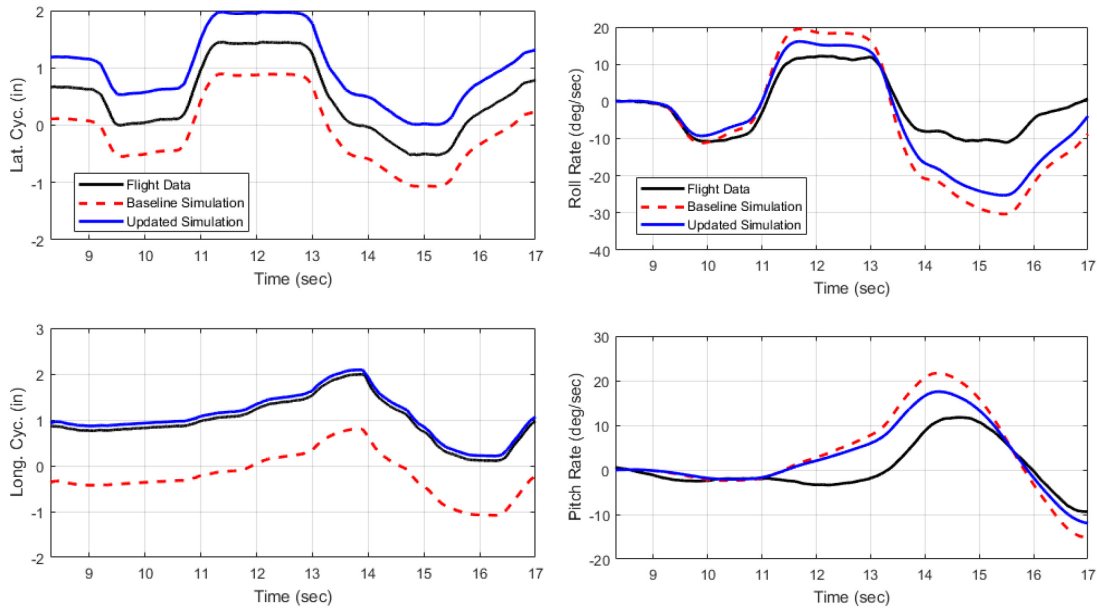 2
1
0
-1
-2
Lat. Cyc. (in)
Flight Data
Baseline Simulation
Updated Simulation
9 10 11 12 13 14 15 16 17
Time (sec)
20
10
0
-10
-20
-30
-40
Roll Rate (deg/sec)
Flight Data
Baseline Simulation
Updated Simulation
9 10 11 12 13 14 15 16 17
Time (sec)
3
2
1
0
-1
-2
Long. Cyc. (in)
9 10 11 12 13 14 15 16 17
Time (sec)
30
20
10
0
-10
-20
Pitch Rate (deg/sec)
9 10 11 12 13 14 15 16 17
Time (sec)